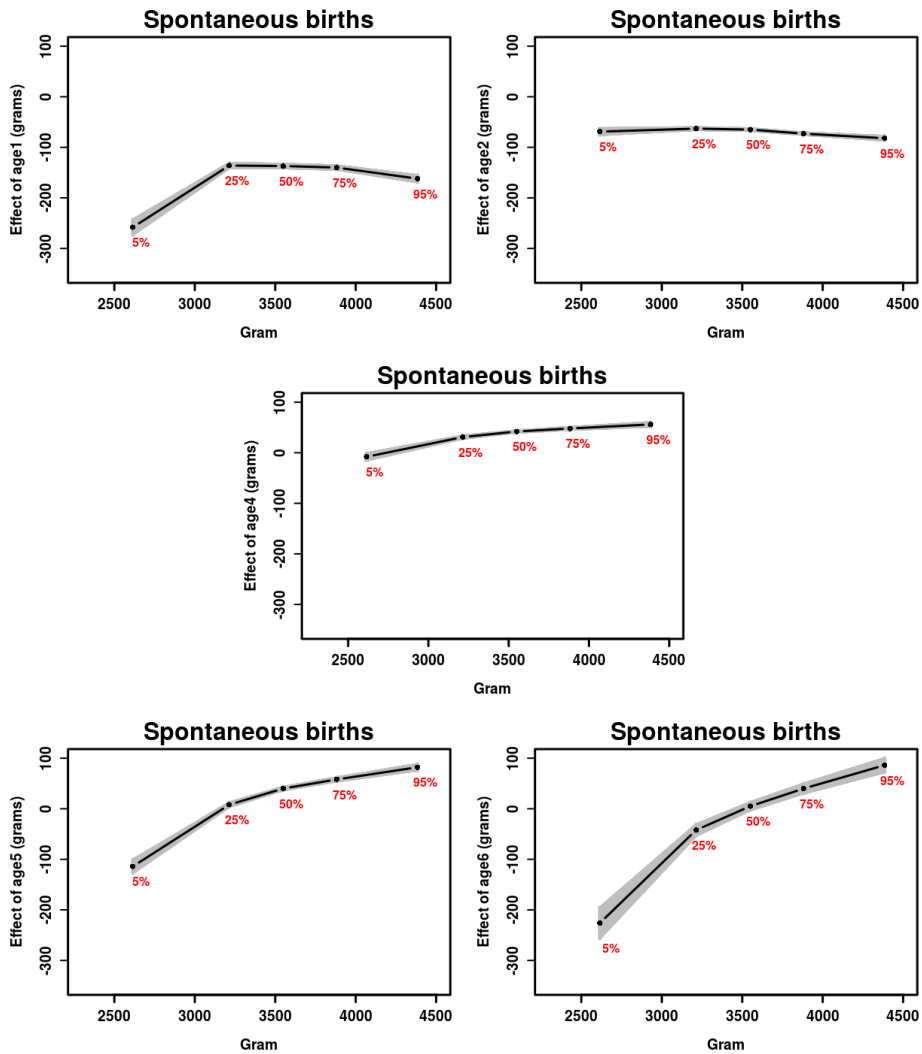 Spontaneous births
Effect of age1 (grams)
100
0
-100
-200
-300
5%
25%
50%
75%
95%
2500 3000 3500 4000 4500
Gram
Spontaneous births
Effect of age2 (grams)
100
0
-100
-200
-300
5%
25%
50%
75%
95%
2500 3000 3500 4000 4500
Gram
Spontaneous births
Effect of age4 (grams)
100
0
-100
-200
-300
5%
25%
50%
75%
95%
2500 3000 3500 4000 4500
Gram
Spontaneous births
Effect of age5 (grams)
100
0
-100
-200
-300
5%
25%
50%
75%
95%
2500 3000 3500 4000 4500
Gram
Spontaneous births
Effect of age6 (grams)
100
0
-100
-200
-300
5%
25%
50%
75%
95%
2500 3000 3500 4000 4500
Gram